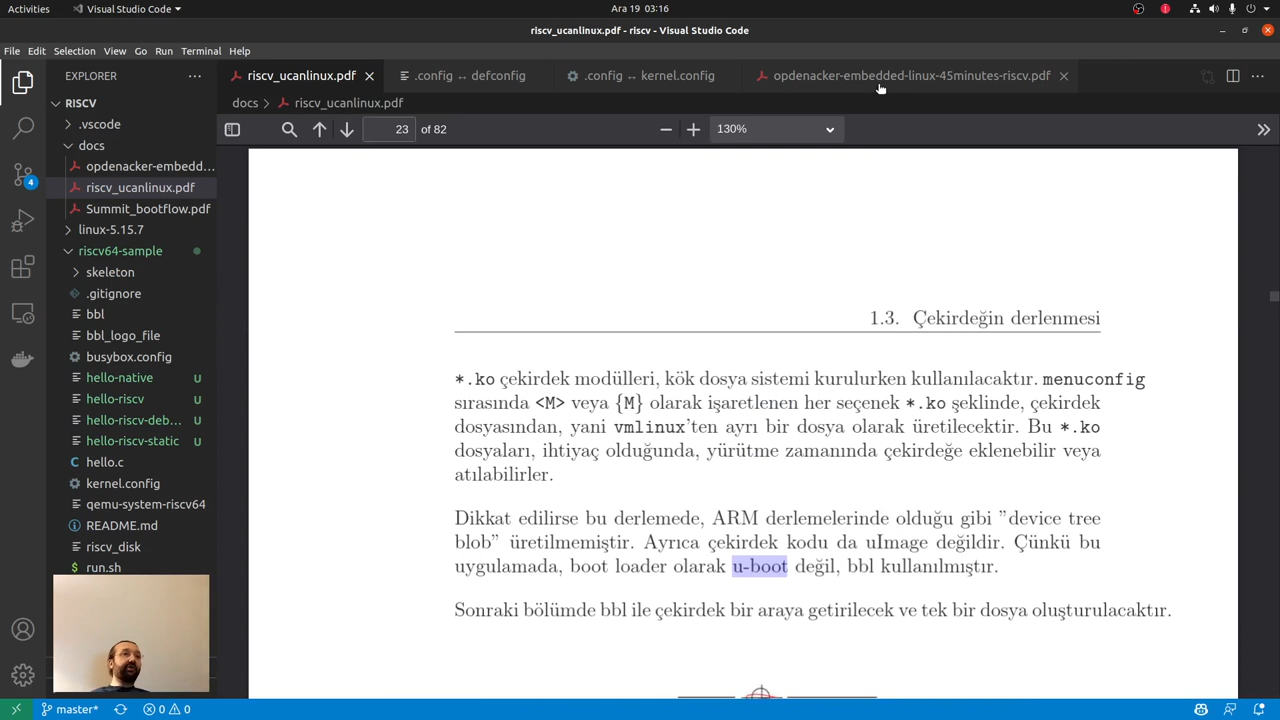 Activities
Visual Studio Code
Ara 19 03:16
riscv_ucanlinux.pdf - riscv - Visual Studio Code
File Edit Selection View Go Run Terminal Help
EXPLORER
riscv_ucanlinux.pdf
.config ↔ defconfig
.config ↔ kernel.config
opdenacker-embedded-linux-45minutes-riscv.pdf
RISCV
docs > riscv_ucanlinux.pdf
.vscode
docs
opdenacker-embedd...
riscv_ucanlinux.pdf
Summit_bootflow.pdf
linux-5.15.7
riscv64-sample
skeleton
.gitignore
bbl
bbl_logo_file
busybox.config
hello-native U
hello-riscv U
hello-riscv-deb... U
hello-riscv-static U
hello.c
kernel.config
qemu-system-riscv64
README.md
riscv_disk
run.sh
4
23 of 82
130%
1.3. Çekirdeğin derlenmesi
*.ko çekirdek modülleri, kök dosya sistemi kurulurken kullanılacaktır. menuconfig
sırasında <M> veya {M} olarak işaretlenen her seçenek *.ko şeklinde, çekirdek
dosyasından, yani vmlinux'ten ayrı bir dosya olarak üretilecektir. Bu *.ko
dosyaları, ihtiyaç olduğunda, yürütme zamanında çekirdeğe eklenebilir veya
atılabilirler.
Dikkat edilirse bu derlemede, ARM derlemelerinde olduğu gibi ”device tree
blob” üretilmemiştir. Ayrıca çekirdek kodu da uImage değildir. Çünkü bu
uygulamada, boot loader olarak u-boot değil, bbl kullanılmıştır.
Sonraki bölümde bbl ile çekirdek bir araya getirilecek ve tek bir dosya oluşturulacaktır.
master* 0 0